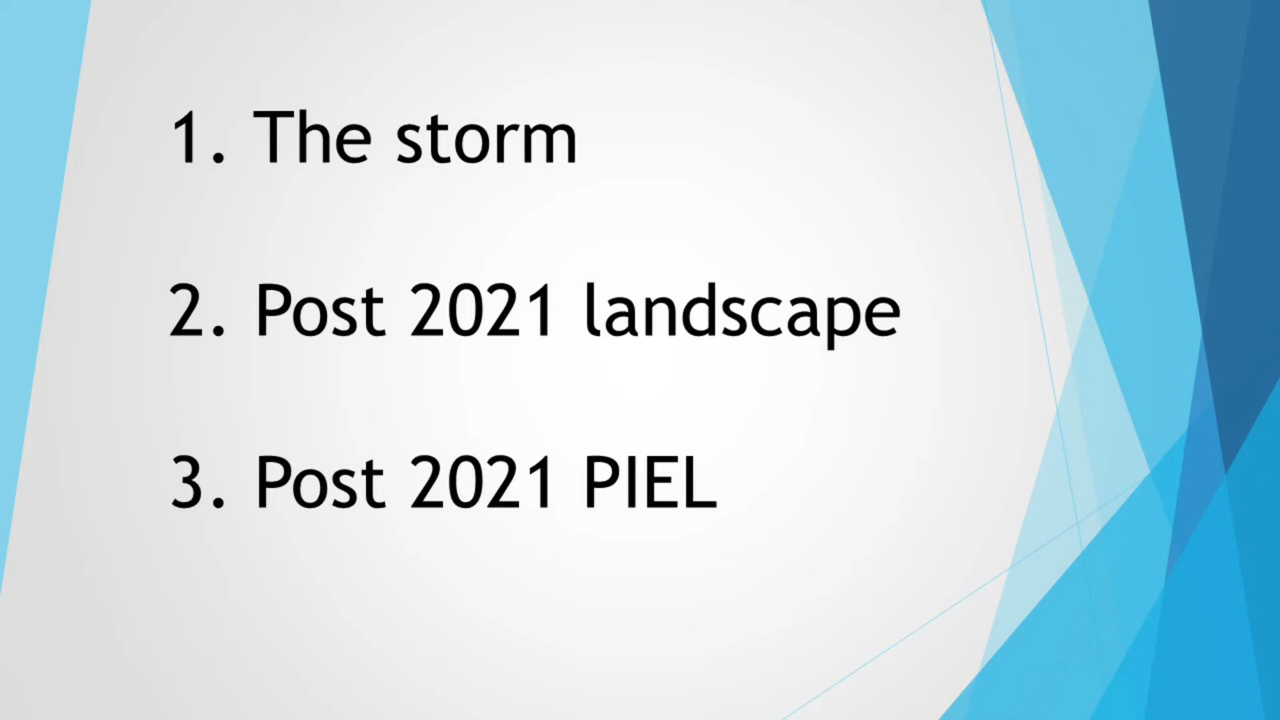 1. The storm
2. Post 2021 landscape
3. Post 2021 PIEL